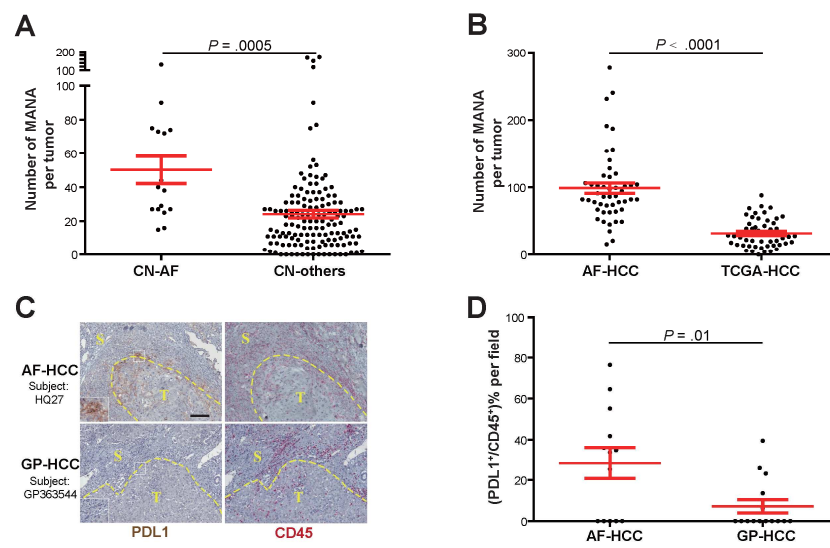 A
P = .0005
Number of MANA
per tumor
200
100
100
80
60
40
20
0
CN-AF
CN-others
B
P < .0001
Number of MANA
per tumor
300
200
100
0
AF-HCC
TCGA-HCC
C
AF-HCC
Subject:
HQ27
S
T
S
T
GP-HCC
Subject:
GP363544
S
T
S
T
PDL1
CD45
D
P = .01
(PDL1+/CD45+)% per field
100
80
60
40
20
0
AF-HCC
GP-HCC